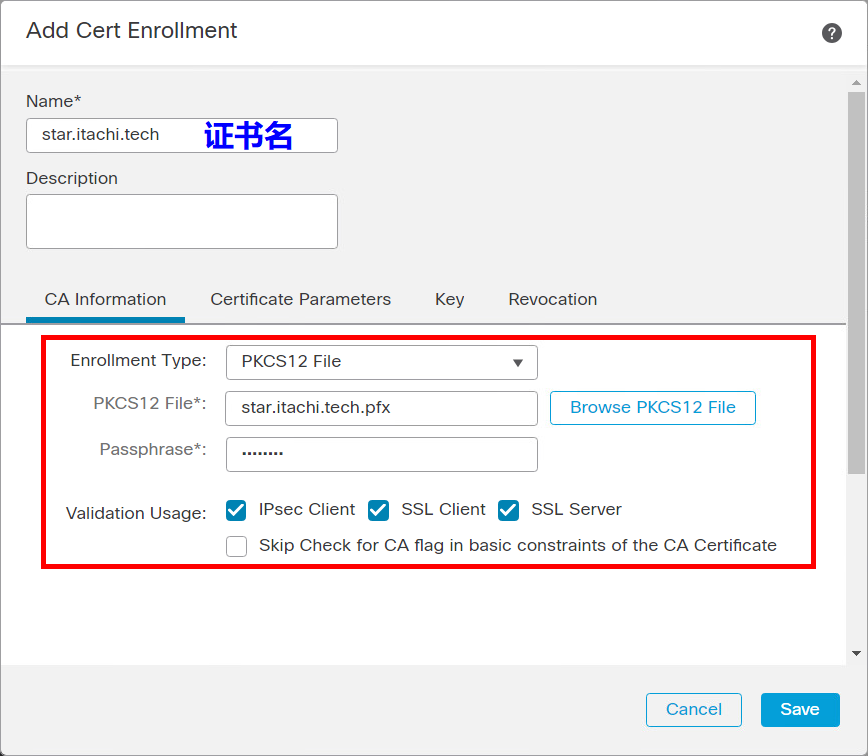 Add Cert Enrollment ?
Name*
star.itachi.tech 证书名
Description
CA Information Certificate Parameters Key Revocation
Enrollment Type: PKCS12 File
PKCS12 File*: star.itachi.tech.pfx Browse PKCS12 File
Passphrase*: ••••••••
Validation Usage: IPsec Client SSL Client SSL Server
Skip Check for CA flag in basic constraints of the CA Certificate
Cancel Save